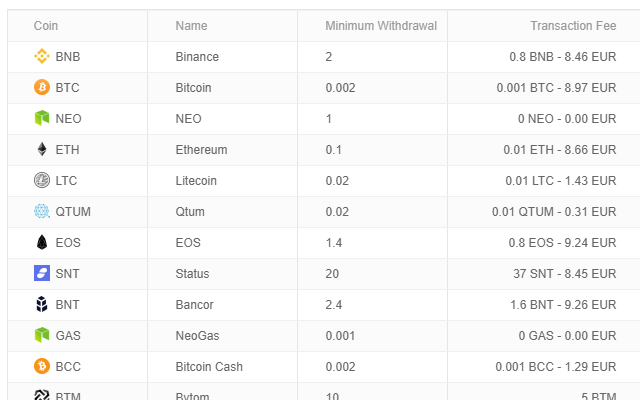 Coin Name Minimum Withdrawal Transaction Fee
BNB Binance 2 0.8 BNB - 8.46 EUR
BTC Bitcoin 0.002 0.001 BTC - 8.97 EUR
NEO NEO 1 0 NEO - 0.00 EUR
ETH Ethereum 0.1 0.01 ETH - 8.66 EUR
LTC Litecoin 0.02 0.01 LTC - 1.43 EUR
QTUM Qtum 0.02 0.01 QTUM - 0.31 EUR
EOS EOS 1.4 0.8 EOS - 9.24 EUR
SNT Status 20 37 SNT - 8.45 EUR
BNT Bancor 2.4 1.6 BNT - 9.26 EUR
GAS NeoGas 0.001 0 GAS - 0.00 EUR
BCC Bitcoin Cash 0.002 0.001 BCC - 1.29 EUR
BTM Bytom 10 5 BTM